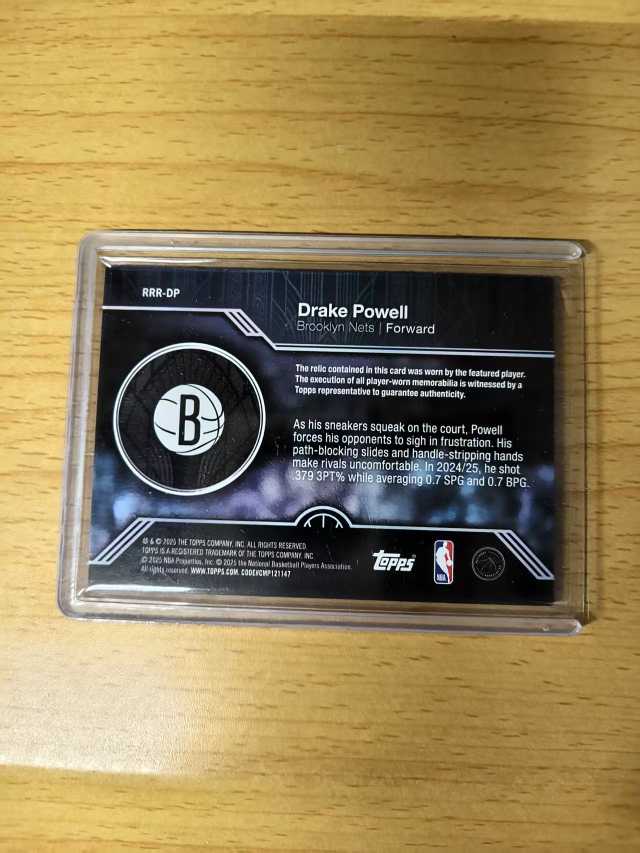 RRR-DP
Drake Powell
Brooklyn Nets | Forward
The relic contained in this card was worn by the featured player.
The execution of all player-worn memorabilia is witnessed by a
Topps representative to guarantee authenticity.
B
As his sneakers squeak on the court, Powell
forces his opponents to sigh in frustration. His
path-blocking slides and handle-stripping hands
make rivals uncomfortable. In 2024/25, he shot
.379 3PT% while averaging 0.7 SPG and 0.7 BPG.
® & © 2025 THE TOPPS COMPANY, INC. ALL RIGHTS RESERVED.
TOPPS IS A REGISTERED TRADEMARK OF THE TOPPS COMPANY, INC.
© 2025 NBA Properties, Inc. © 2025 the National Basketball Players Association.
All rights reserved. WWW.TOPPS.COM. CODE#CMP121147
Topps
NBA